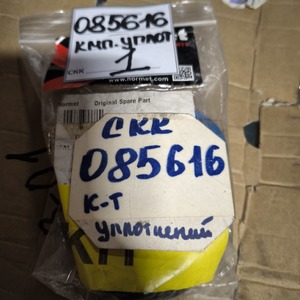 085616
КМП. УПЛОТ
СКК
1
www.normet.com
Normet Original Spare Part
СКК
085616
К-Т
уплотнений